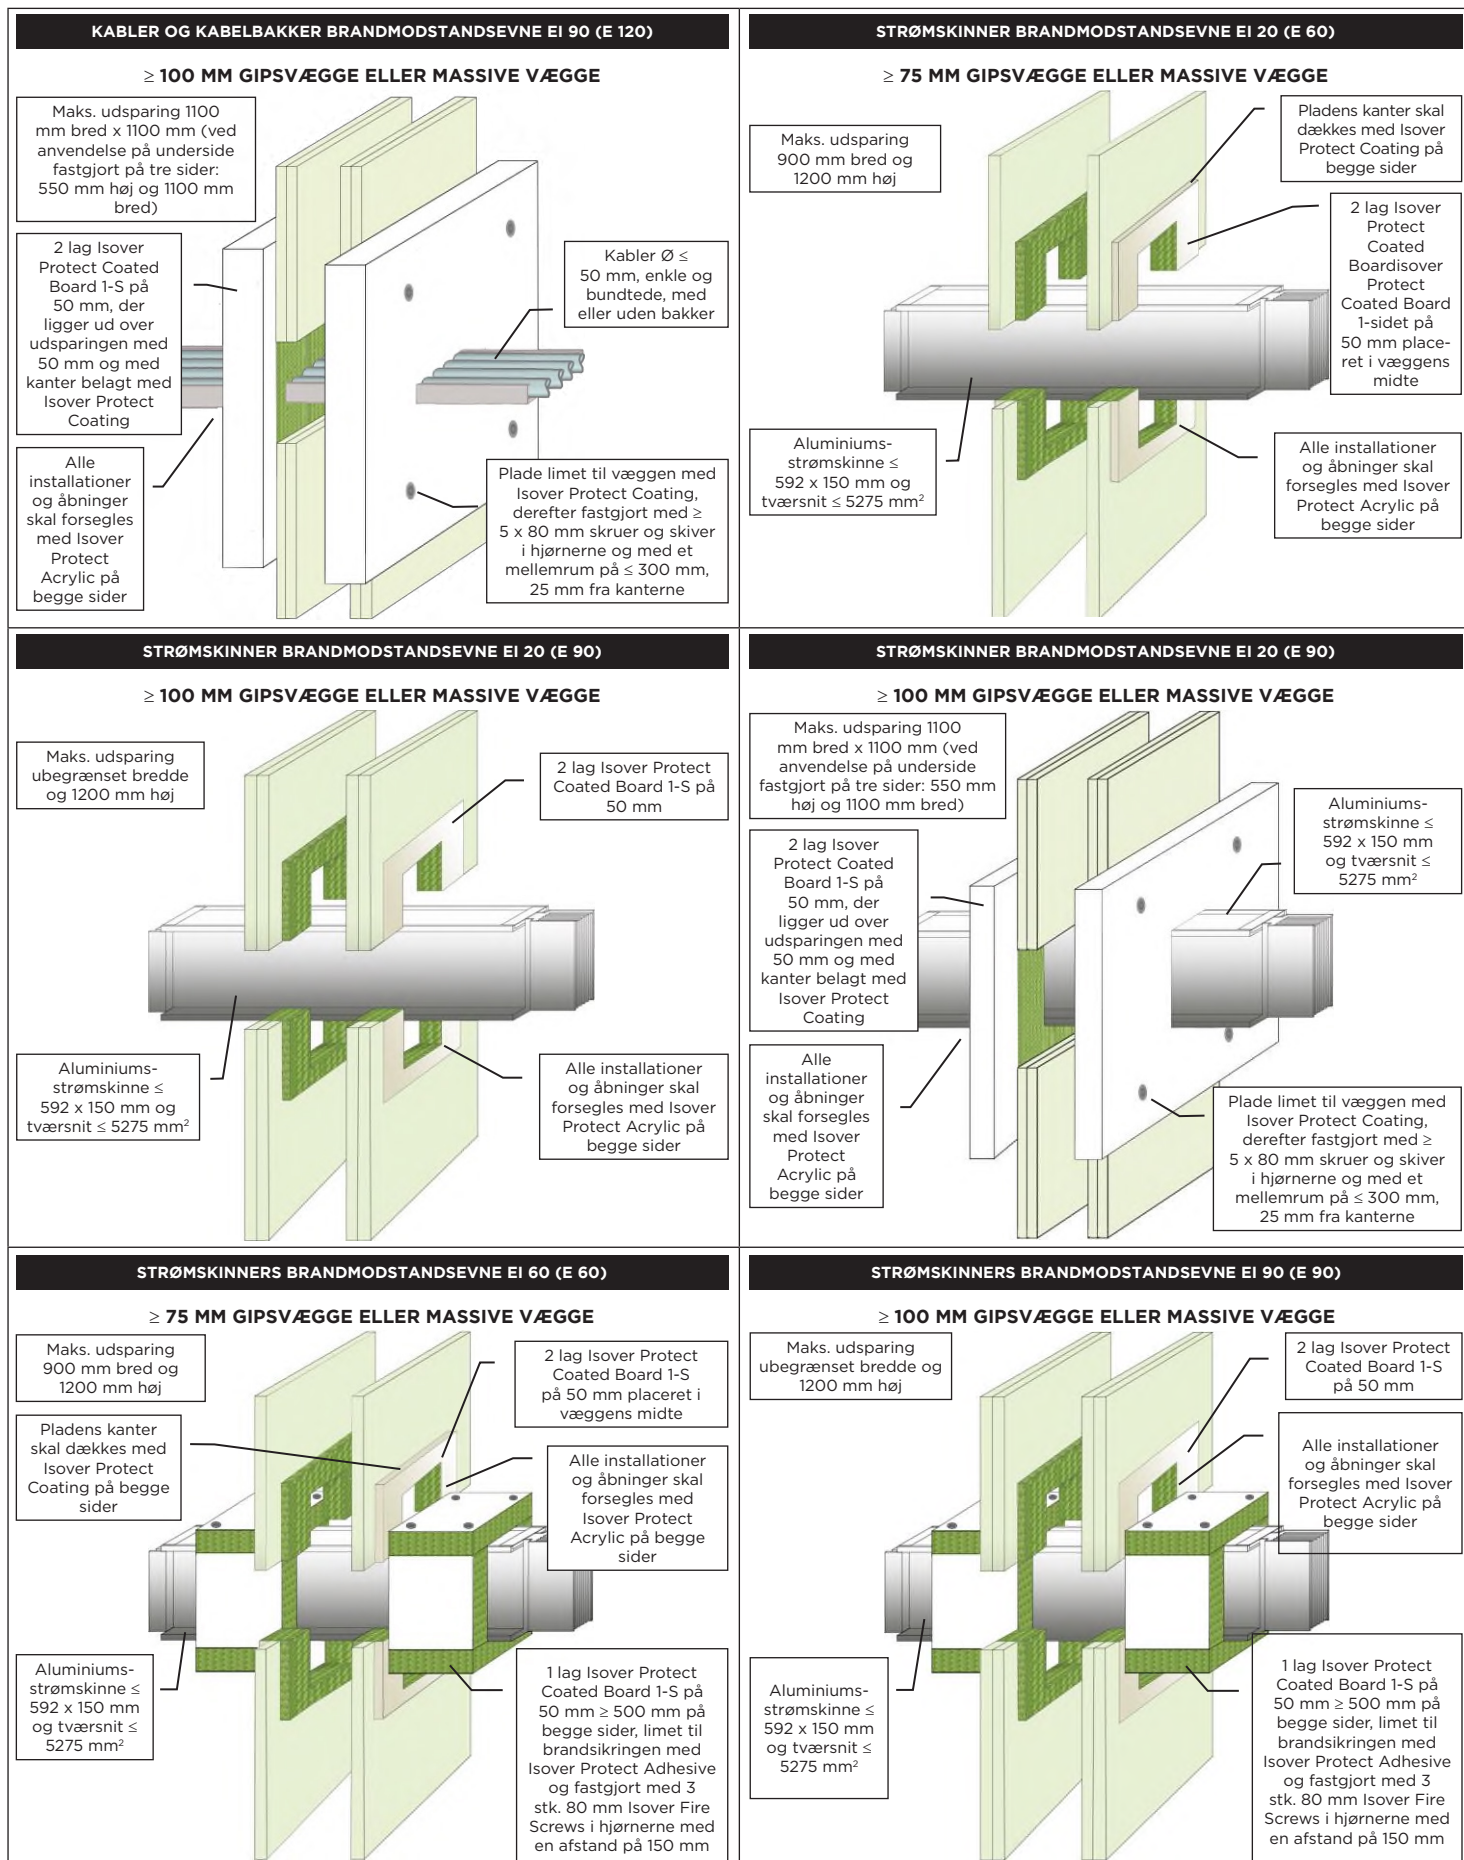 KABLER OG KABELBAKKER BRANDMODSTANDSEVNE EI 90 (E 120)
≥ 100 MM GIPSVÆGGE ELLER MASSIVE VÆGGE
Maks. udsparing 1100
mm bred x 1100 mm (ved
anvendelse på underside
fastgjort på tre sider:
550 mm høj og 1100 mm
bred)
2 lag Isover
Protect Coated
Board 1-S på
50 mm, der
ligger ud over
udsparingen med
50 mm og med
kanter belagt med
Isover Protect
Coating
Alle
installationer
og åbninger
skal forsegles
med Isover
Protect
Acrylic på
begge sider
Kabler Ø ≤
50 mm, enkle og
bundtede, med
eller uden bakker
Plade limet til væggen med
Isover Protect Coating,
derefter fastgjort med ≥
5 x 80 mm skruer og skiver
i hjørnerne og med et
mellemrum på ≤ 300 mm,
25 mm fra kanterne
STRØMSKINNER BRANDMODSTANDSEVNE EI 20 (E 60)
≥ 75 MM GIPSVÆGGE ELLER MASSIVE VÆGGE
Maks. udsparing
900 mm bred og
1200 mm høj
Pladens kanter skal
dækkes med Isover
Protect Coating på
begge sider
2 lag Isover
Protect
Coated
Boardisover
Protect
Coated Board
1-sidet på
50 mm place-
ret i væggens
midte
Aluminiums-
strømskinne ≤
592 x 150 mm og
tværsnit ≤ 5275 mm²
Alle installationer
og åbninger skal
forsegles med Isover
Protect Acrylic på
begge sider
STRØMSKINNER BRANDMODSTANDSEVNE EI 20 (E 90)
≥ 100 MM GIPSVÆGGE ELLER MASSIVE VÆGGE
Maks. udsparing
ubegrænset bredde
og 1200 mm høj
2 lag Isover Protect
Coated Board 1-S på
50 mm
Aluminiums-
strømskinne ≤
592 x 150 mm og
tværsnit ≤ 5275 mm²
Alle installationer
og åbninger skal
forsegles med Isover
Protect Acrylic på
begge sider
STRØMSKINNER BRANDMODSTANDSEVNE EI 20 (E 90)
≥ 100 MM GIPSVÆGGE ELLER MASSIVE VÆGGE
Maks. udsparing 1100
mm bred x 1100 mm (ved
anvendelse på underside
fastgjort på tre sider: 550 mm
høj og 1100 mm bred)
2 lag Isover
Protect Coated
Board 1-S på
50 mm, der
ligger ud over
udsparingen med
50 mm og med
kanter belagt med
Isover Protect
Coating
Alle
installationer
og åbninger
skal forsegles
med Isover
Protect
Acrylic på
begge sider
Aluminiums-
strømskinne ≤
592 x 150 mm
og tværsnit ≤
5275 mm²
Plade limet til væggen med
Isover Protect Coating,
derefter fastgjort med ≥
5 x 80 mm skruer og skiver
i hjørnerne og med et
mellemrum på ≤ 300 mm,
25 mm fra kanterne
STRØMSKINNERS BRANDMODSTANDSEVNE EI 60 (E 60)
≥ 75 MM GIPSVÆGGE ELLER MASSIVE VÆGGE
Maks. udsparing
900 mm bred og
1200 mm høj
Pladens kanter
skal dækkes med
Isover Protect
Coating på begge
sider
2 lag Isover Protect
Coated Board 1-S
på 50 mm placeret i
væggens midte
Alle installationer
og åbninger skal
forsegles med
Isover Protect
Acrylic på begge
sider
Aluminiums-
strømskinne ≤
592 x 150 mm
og tværsnit ≤
5275 mm²
1 lag Isover Protect
Coated Board 1-S på
50 mm ≥ 500 mm på
begge sider, limet til
brandsikringen med
Isover Protect Adhesive
og fastgjort med 3
stk. 80 mm Isover Fire
Screws i hjørnerne med
en afstand på 150 mm
STRØMSKINNERS BRANDMODSTANDSEVNE EI 90 (E 90)
≥ 100 MM GIPSVÆGGE ELLER MASSIVE VÆGGE
Maks. udsparing
ubegrænset bredde og
1200 mm høj
2 lag Isover Protect
Coated Board 1-S
på 50 mm
Alle installationer
og åbninger skal
forsegles med Isover
Protect Acrylic på
begge sider
Aluminiums-
strømskinne ≤
592 x 150 mm
og tværsnit ≤
5275 mm²
1 lag Isover Protect
Coated Board 1-S på
50 mm ≥ 500 mm på
begge sider, limet til
brandsikringen med
Isover Protect Adhesive
og fastgjort med 3
stk. 80 mm Isover Fire
Screws i hjørnerne med
en afstand på 150 mm